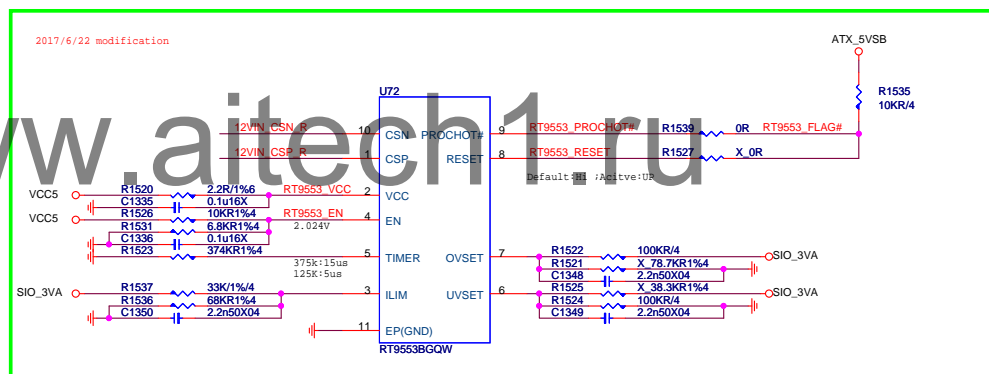 2017/6/22 modification
ATX_5VSB
U72
R1535
10KR/4
12VIN_CSN_R 10 CSN PROCHOT# 9 RT9553_PROCHOT# R1539 0R RT9553_FLAG#
12VIN_CSP_R 1 CSP RESET 8 RT9553_RESET R1527 X_0R
www.aitech1.ru
Default:Hi ;Acitve:UP
VCC5 R1520 2.2R/1%6 RT9553_VCC 2 VCC
C1335 0.1u16X
VCC5 R1526 10KR1%4 RT9553_EN 4 EN
R1531 6.8KR1%4 2.024V
C1336 0.1u16X
R1523 374KR1%4 5 TIMER OVSET 7 R1522 100KR/4 SIO_3VA
375k:15us
125K:5us
R1521 X_78.7KR1%4
C1348 2.2n50X04
SIO_3VA R1537 33K/1%/4 3 ILIM UVSET 6 R1525 X_38.3KR1%4 SIO_3VA
R1536 68KR1%4 R1524 100KR/4
C1350 2.2n50X04 C1349 2.2n50X04
11 EP(GND)
RT9553BGQW